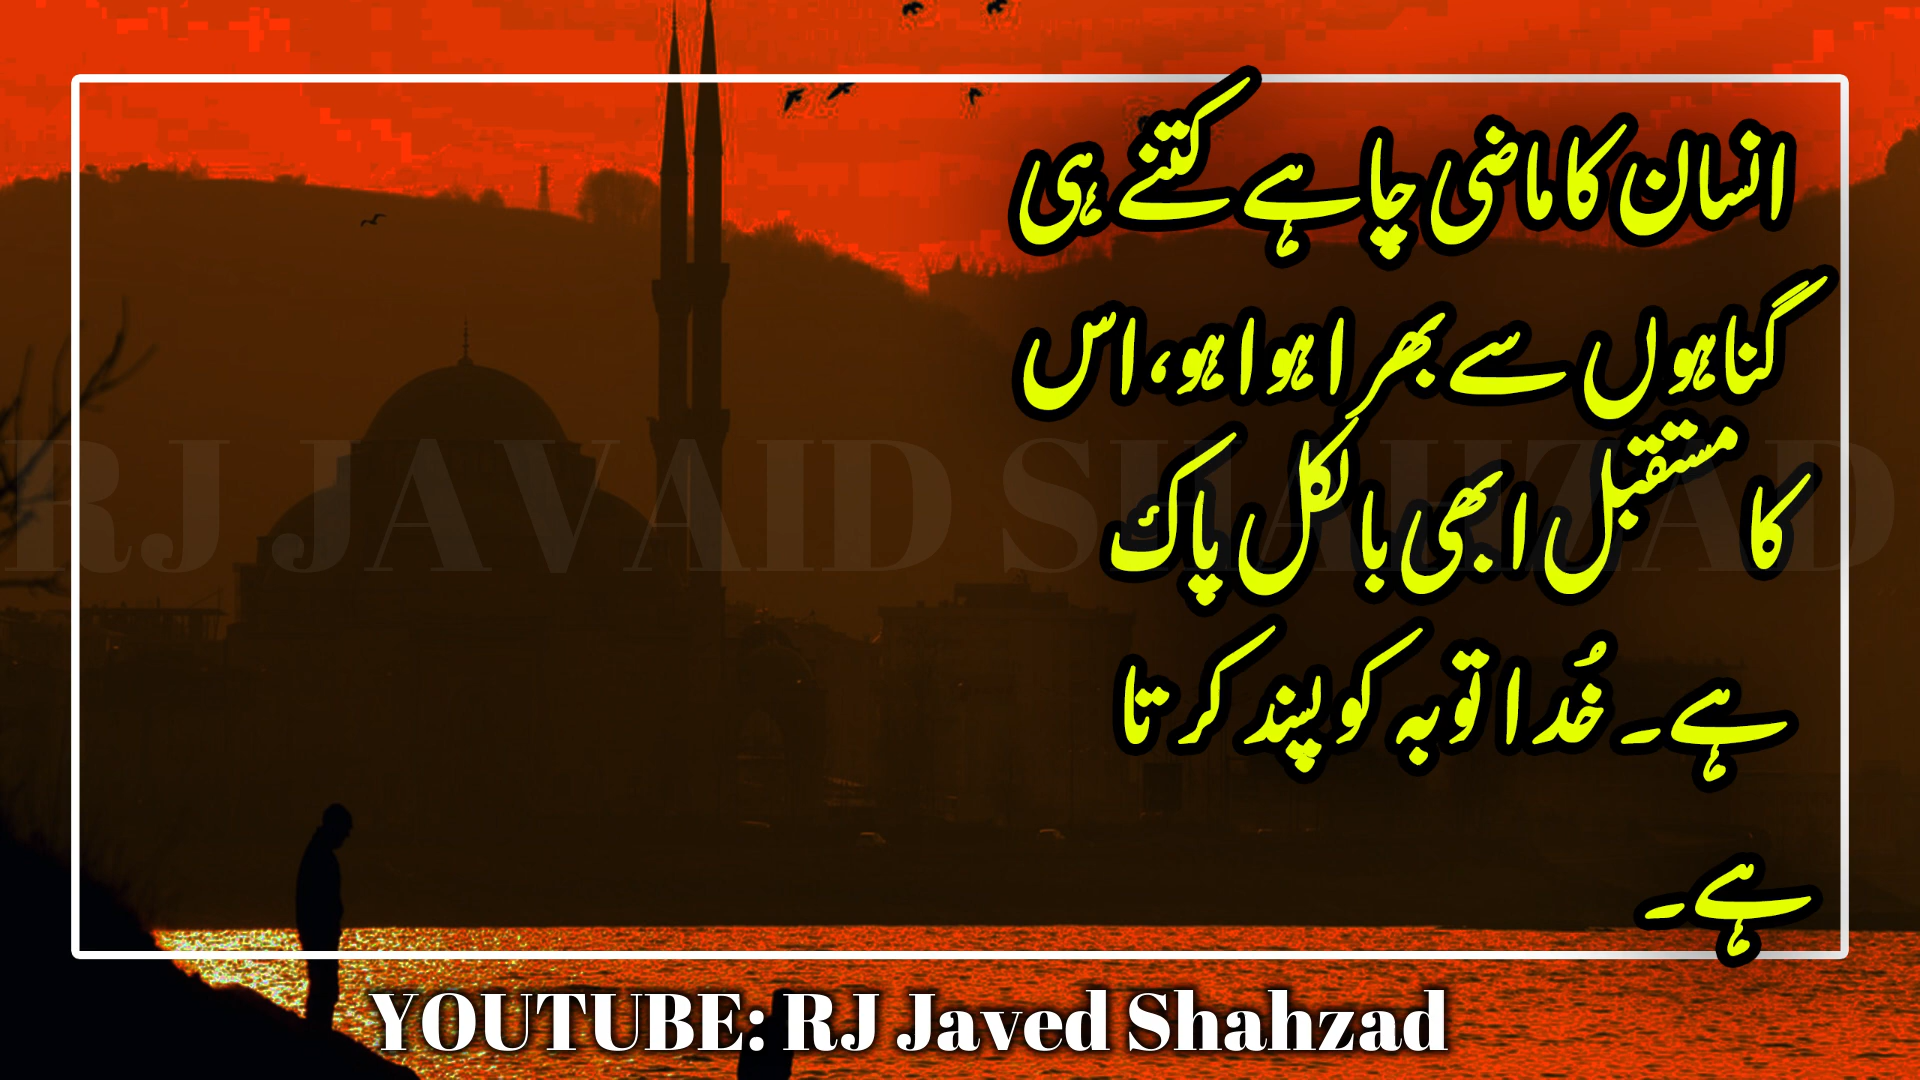 انسان کا ماضی چاہے کتنے ہی
گناہوں سے بھرا ہوا ہو، اس
کا مستقبل ابھی بالکل پاک
ہے۔ خُدا توبہ کو پسند کرتا
ہے۔
RJ JAVAID SHAHZAD
YOUTUBE: RJ Javed Shahzad